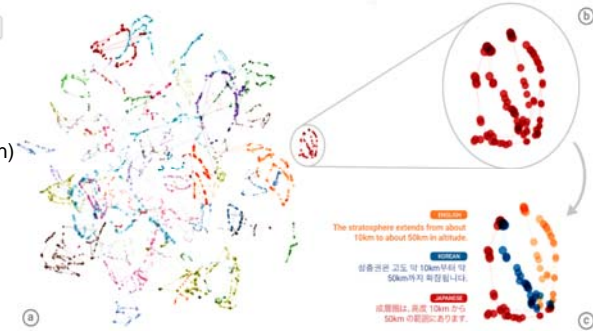 n)
a
b
ENGLISH
The stratosphere extends from about
10km to about 50km in altitude.
KOREAN
성층권은 고도 약 10km부터 약
50km까지 확장됩니다.
JAPANESE
成層圏は、高度 10km から
50km の範囲にあります。
c